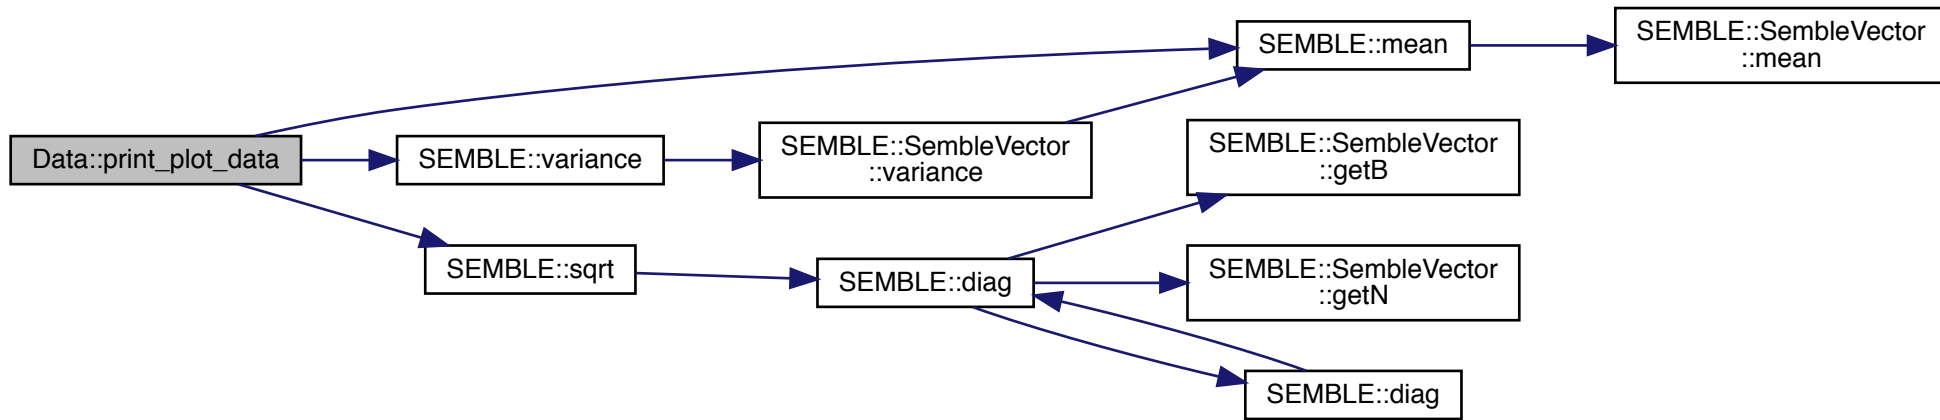 Data::print_plot_data
SEMBLE::mean
SEMBLE::SembleVector
::mean
SEMBLE::variance
SEMBLE::SembleVector
::variance
SEMBLE::SembleVector
::getB
SEMBLE::sqrt
SEMBLE::diag
SEMBLE::SembleVector
::getN
SEMBLE::diag